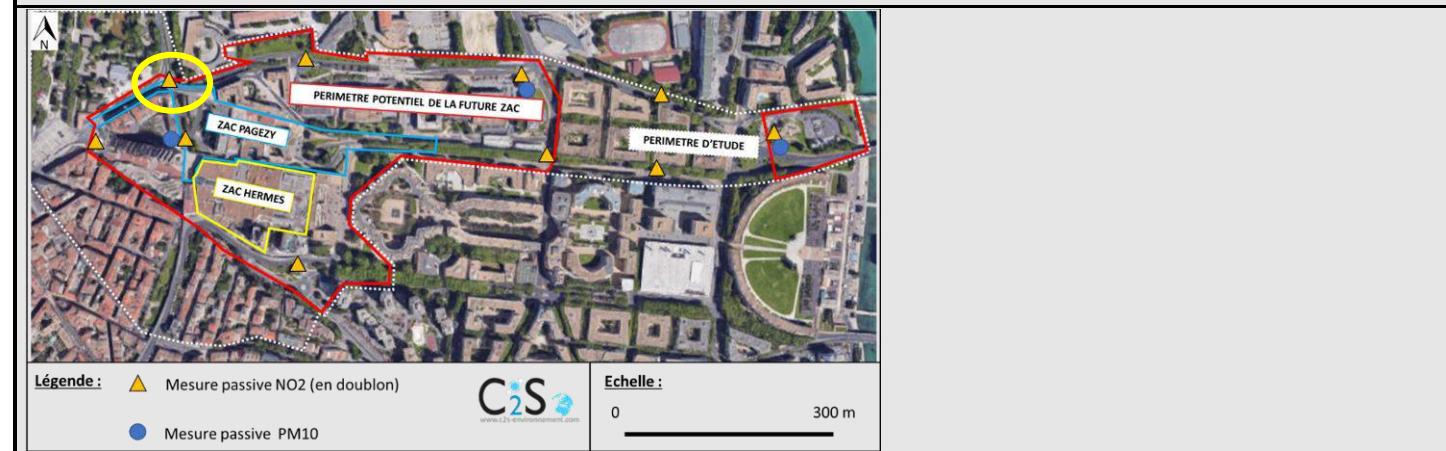 N
PERIMETRE POTENTIEL DE LA FUTURE ZAC
ZAC PAGEZY
PERIMETRE D'ETUDE
ZAC HERMES
Légende :
Mesure passive NO2 (en doublon)
Mesure passive PM10
C2S
www.c2s-environnement.com
Echelle :
0 300 m